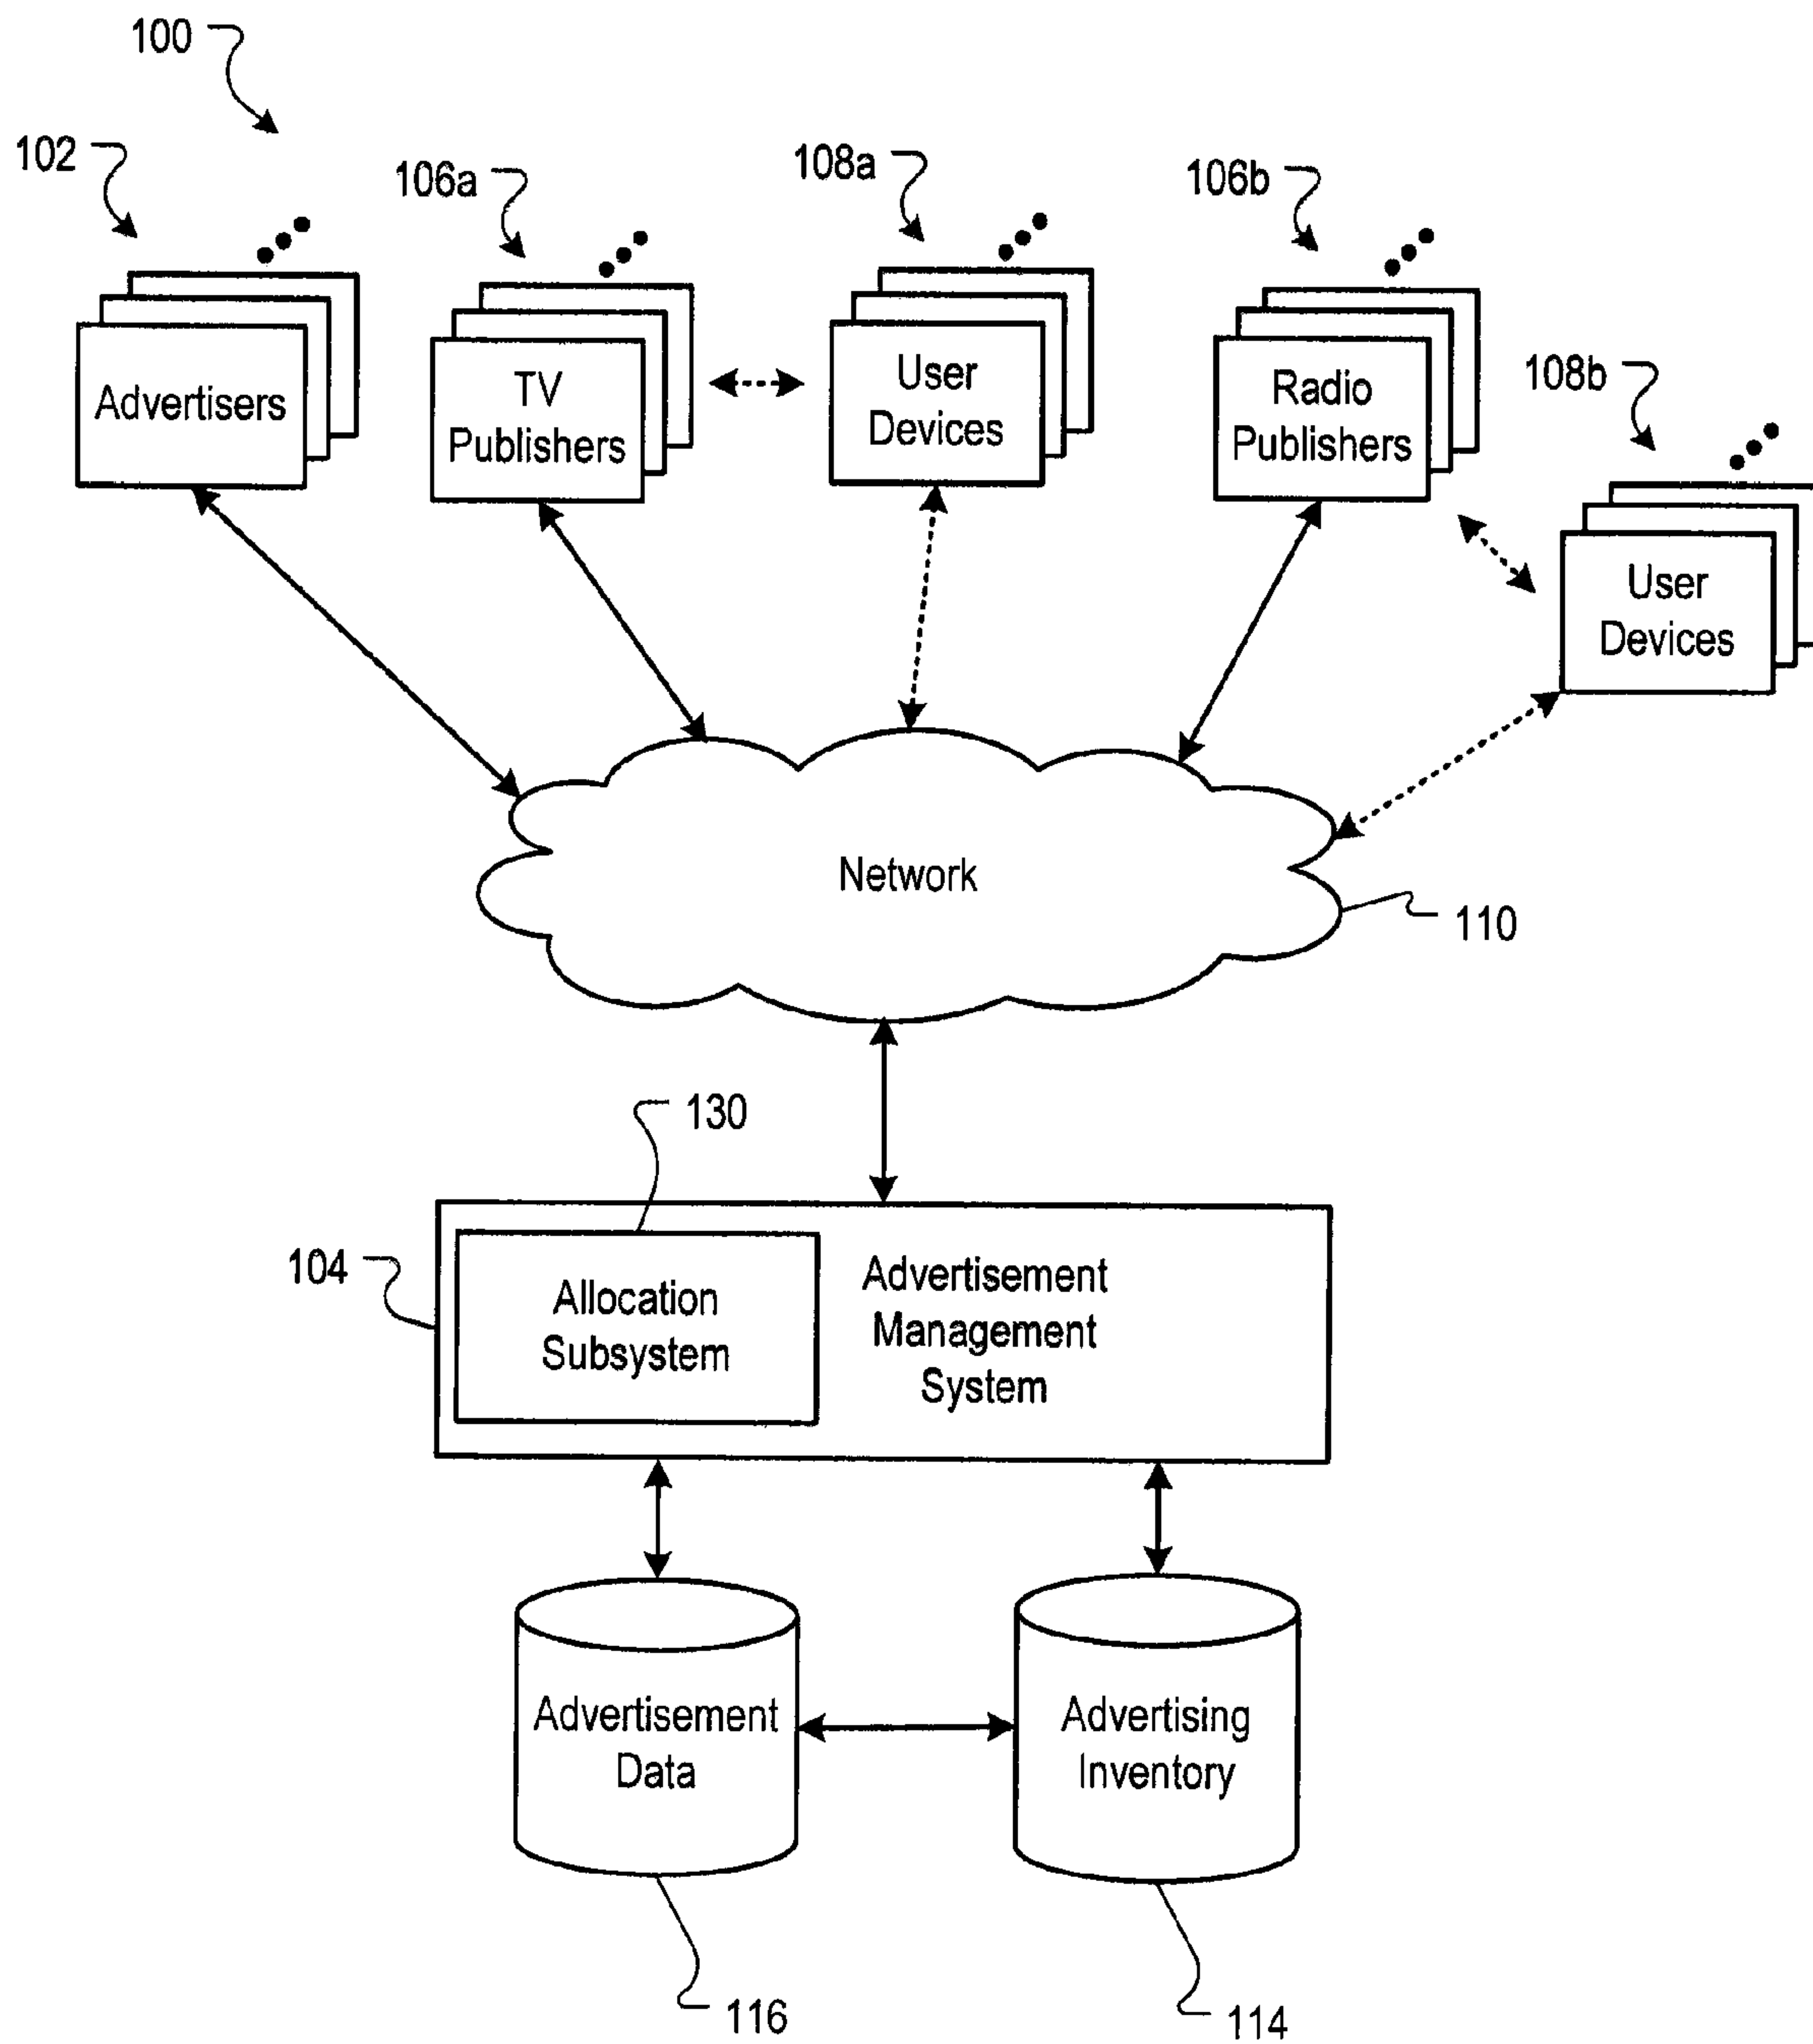 100
102
106a
108a
106b
108b
Advertisers
TV
Publishers
User
Devices
Radio
Publishers
User
Devices
Network
110
130
104
Allocation
Subsystem
Advertisement
Management
System
Advertisement
Data
Advertising
Inventory
116
114